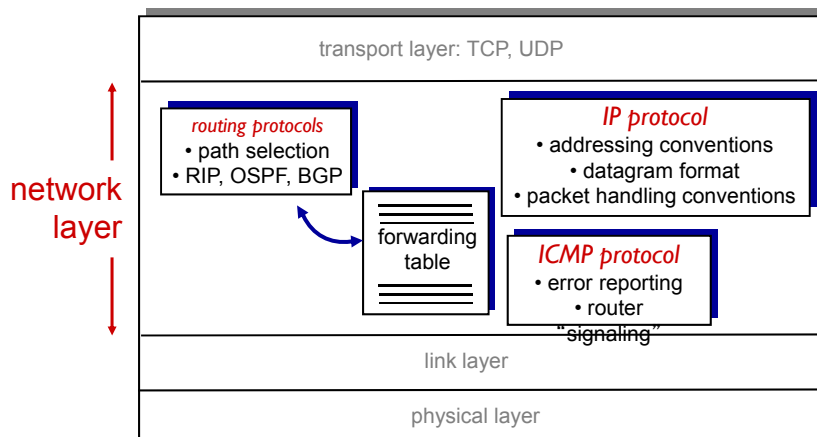 transport layer: TCP, UDP
network
layer
routing protocols
• path selection
• RIP, OSPF, BGP
forwarding
table
IP protocol
• addressing conventions
• datagram format
• packet handling conventions
ICMP protocol
• error reporting
• router
“signaling”
link layer
physical layer